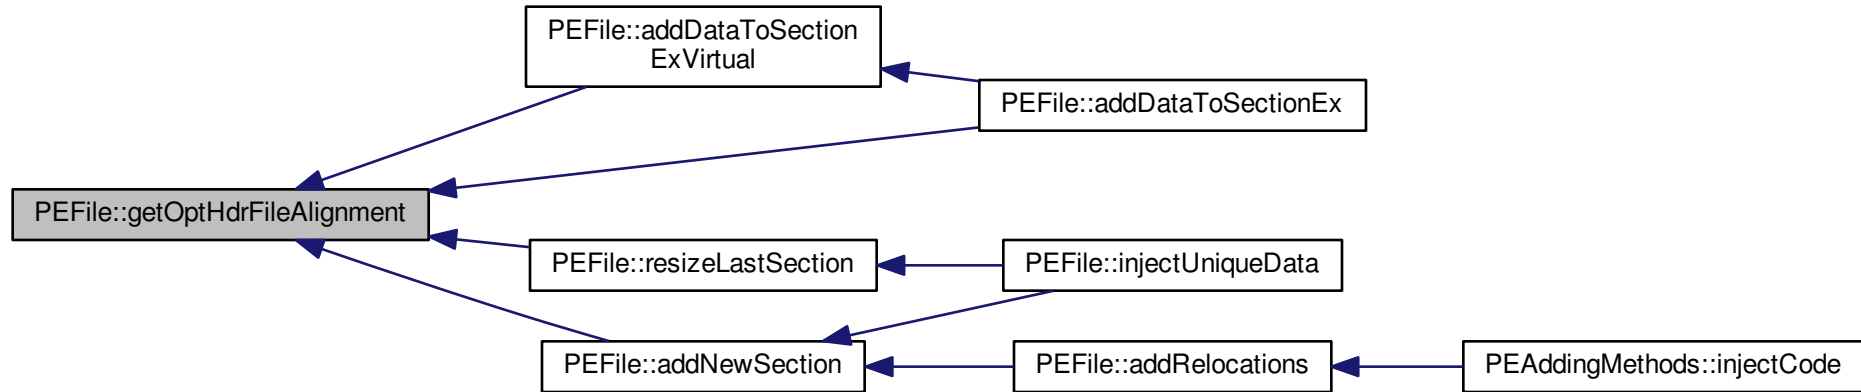 PEFile::addDataToSection
ExVirtual
PEFile::addDataToSectionEx
PEFile::getOptHdrFileAlignment
PEFile::resizeLastSection
PEFile::injectUniqueData
PEFile::addNewSection
PEFile::addRelocations
PEAddingMethods::injectCode